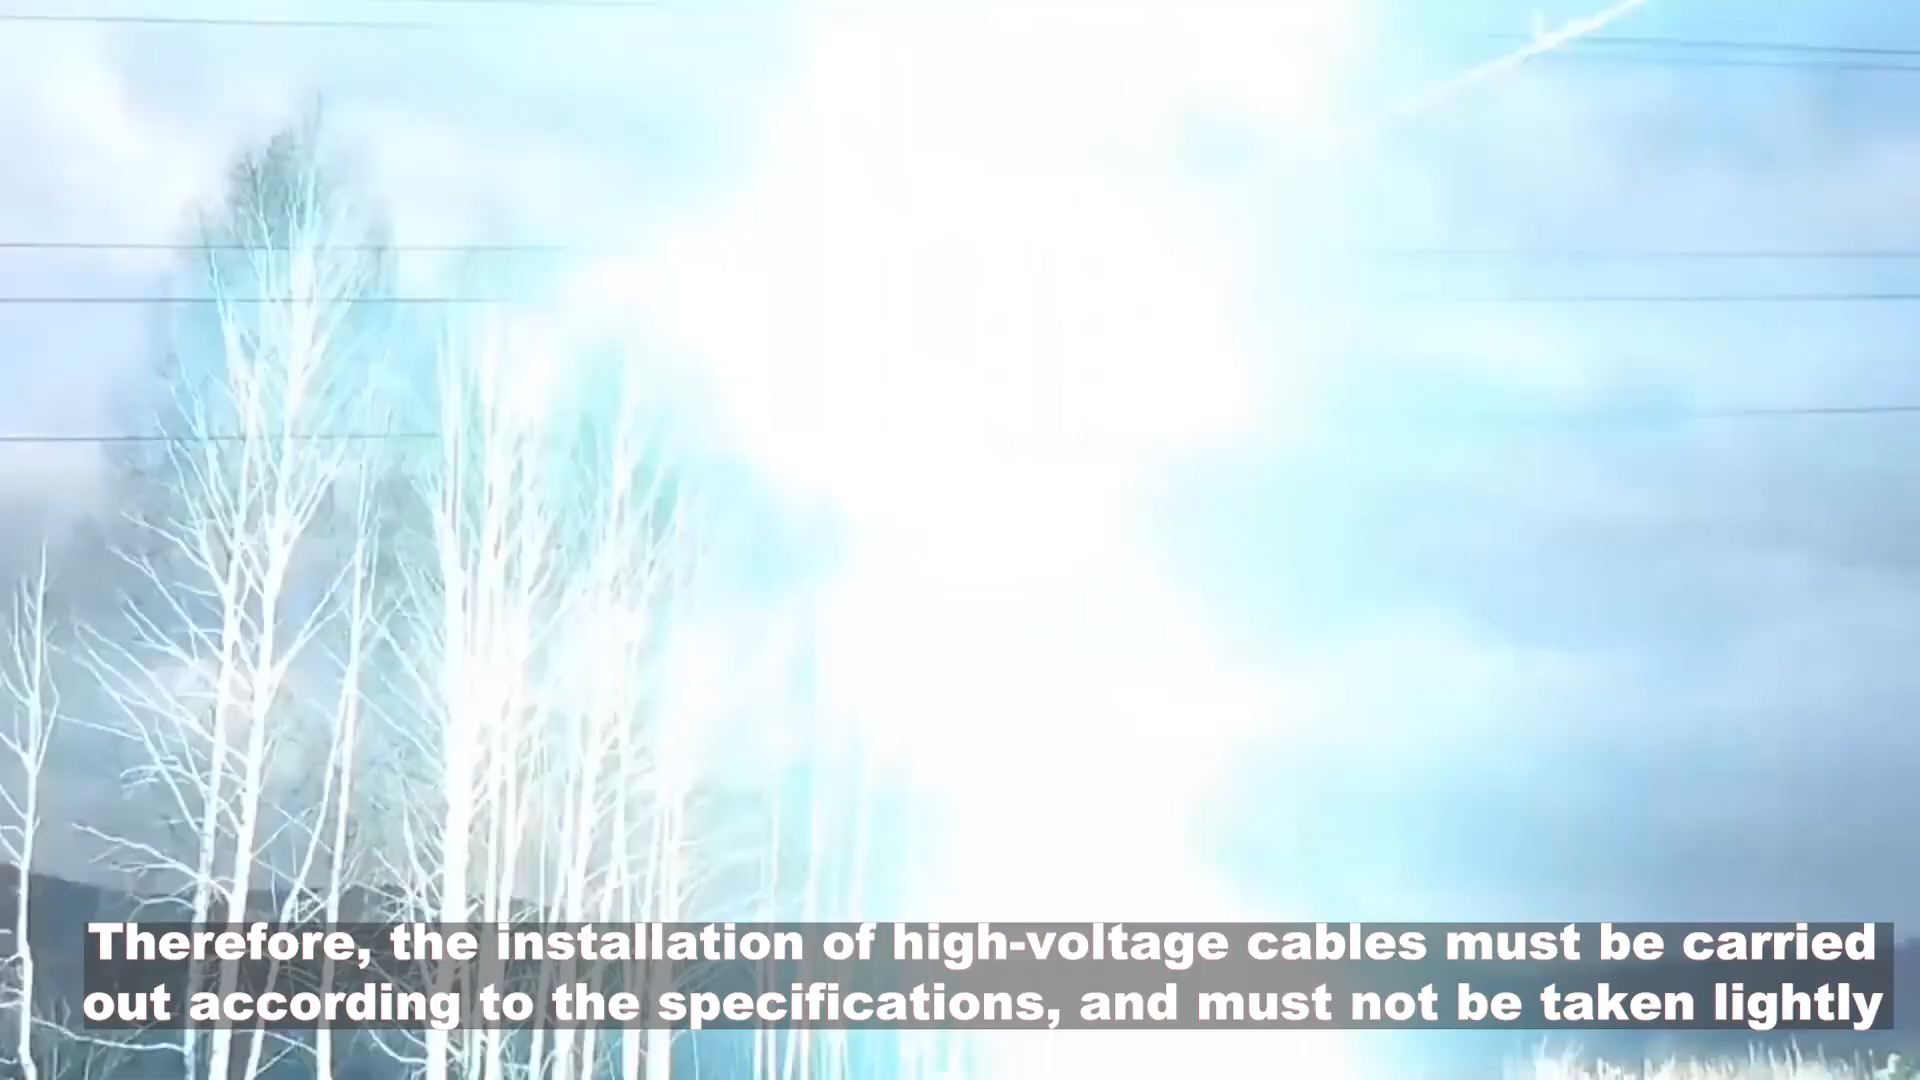 Therefore, the installation of high-voltage cables must be carried
out according to the specifications, and must not be taken lightly